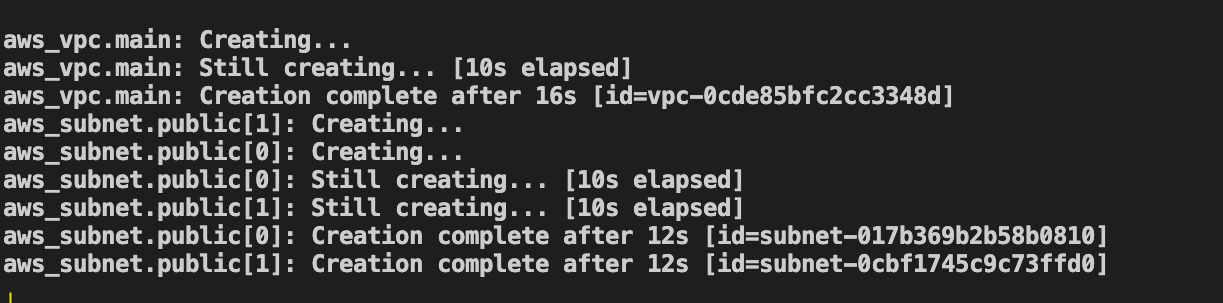 aws_vpc.main: Creating...
aws_vpc.main: Still creating... [10s elapsed]
aws_vpc.main: Creation complete after 16s [id=vpc-0cde85bfc2cc3348d]
aws_subnet.public[1]: Creating...
aws_subnet.public[0]: Creating...
aws_subnet.public[0]: Still creating... [10s elapsed]
aws_subnet.public[1]: Still creating... [10s elapsed]
aws_subnet.public[0]: Creation complete after 12s [id=subnet-017b369b2b58b0810]
aws_subnet.public[1]: Creation complete after 12s [id=subnet-0cbf1745c9c73ffd0]